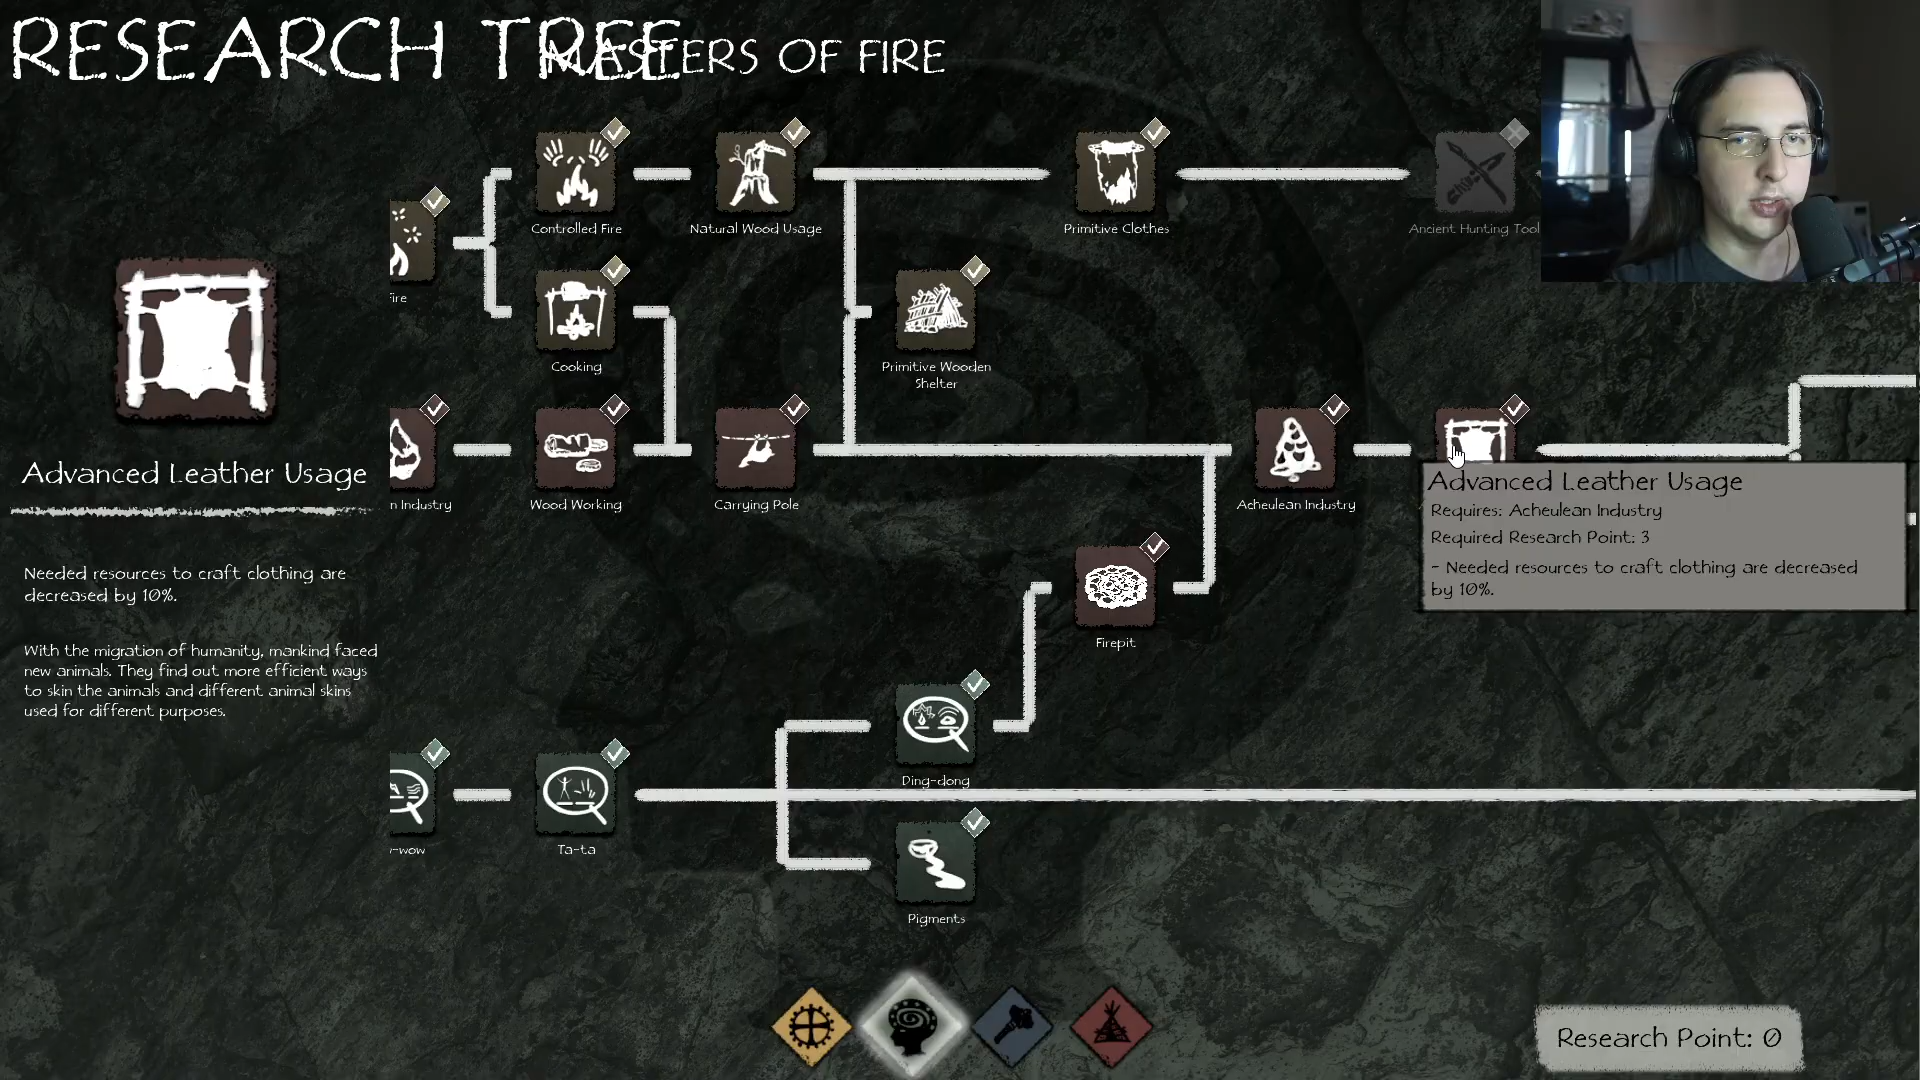 RESEARCH TREE
MASTERS OF FIRE
Controlled Fire
Natural Wood Usage
Primitive Clothes
Ancient Hunting Tool
ire
Cooking
Primitive Wooden
Shelter
Advanced Leather Usage
n Industry
Wood Working
Carrying Pole
Acheulean Industry
Advanced Leather Usage
Requires: Acheulean Industry
Required Research Point: 3
- Needed resources to craft clothing are decreased
by 10%.
Needed resources to craft clothing are
decreased by 10%.
With the migration of humanity, mankind faced
new animals. They find out more efficient ways
to skin the animals and different animal skins
used for different purposes.
Firepit
Ding-dong
-wow
Ta-ta
Pigments
Research Point: 0